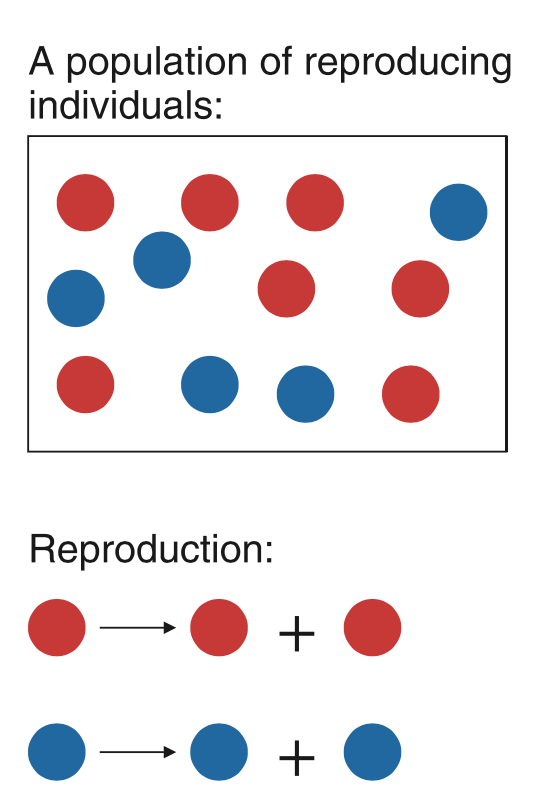 A population of reproducing
individuals:
Reproduction:
+
+